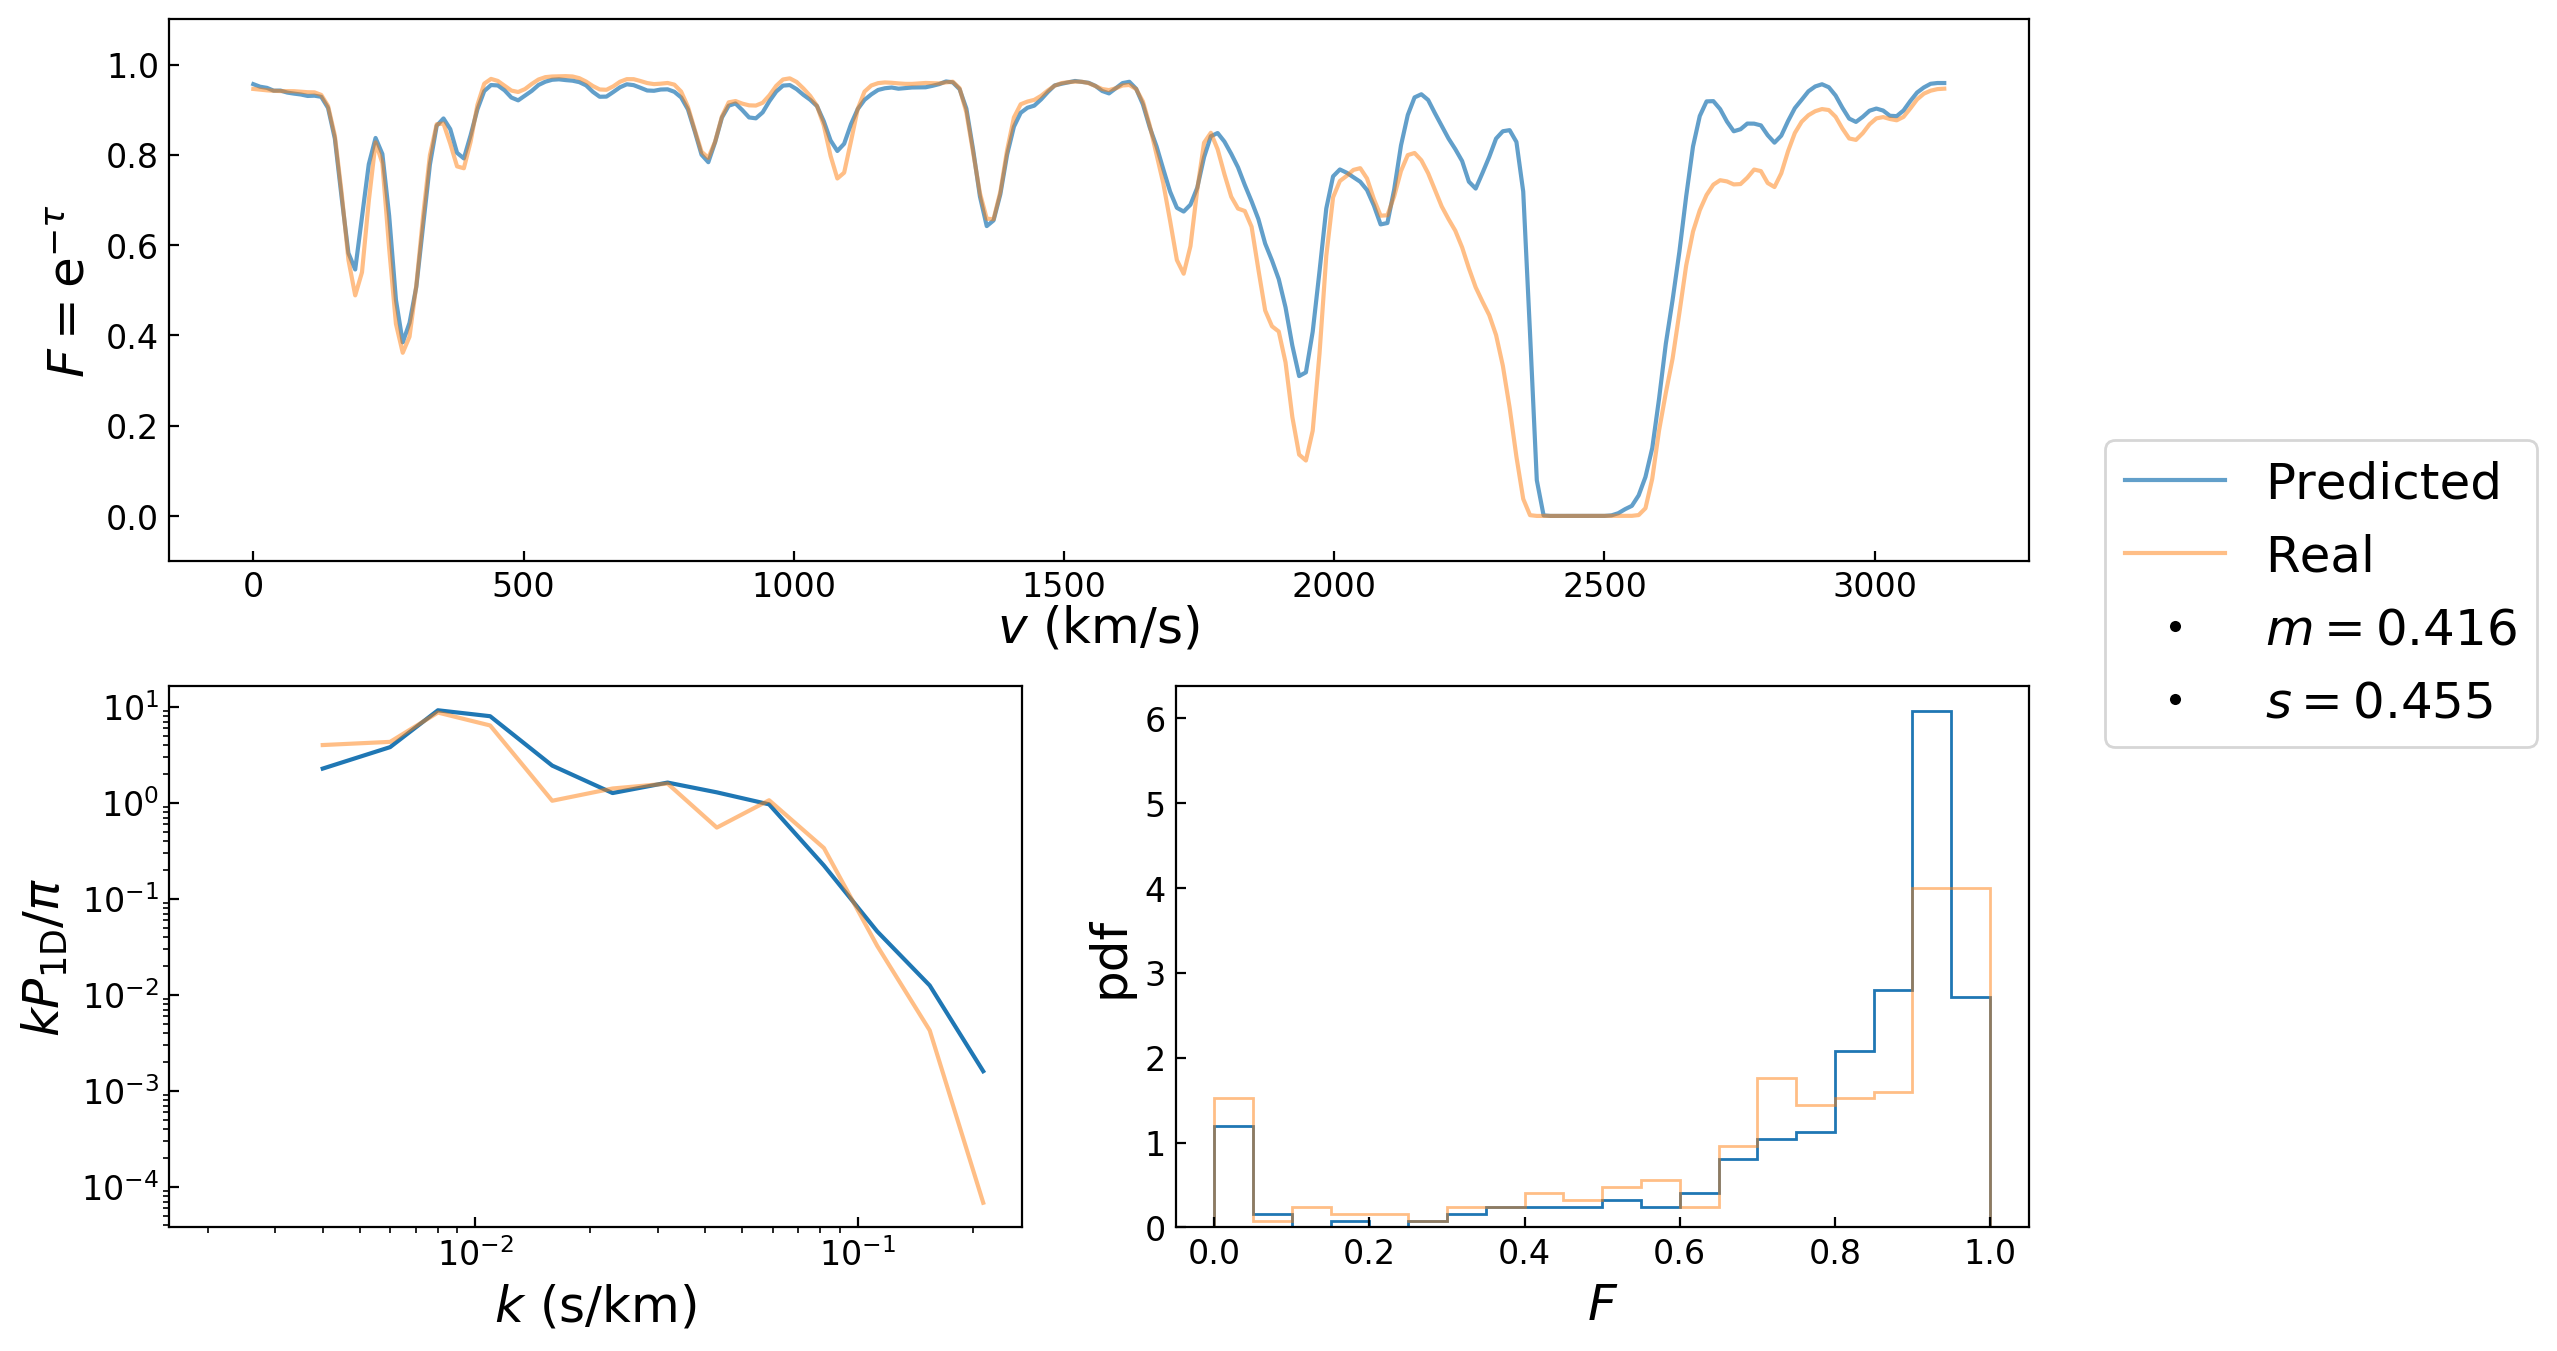 1.0
0.8
0.6
0.4
0.2
0.0
F = e^{-τ}
0 500 1000 1500 2000 2500 3000
v (km/s)
Predicted
Real
m = 0.416
s = 0.455
10^1
10^0
10^{-1}
10^{-2}
10^{-3}
10^{-4}
kP_{1D}/π
10^{-2} 10^{-1}
k (s/km)
6
5
4
3
2
1
0
pdf
0.0 0.2 0.4 0.6 0.8 1.0
F